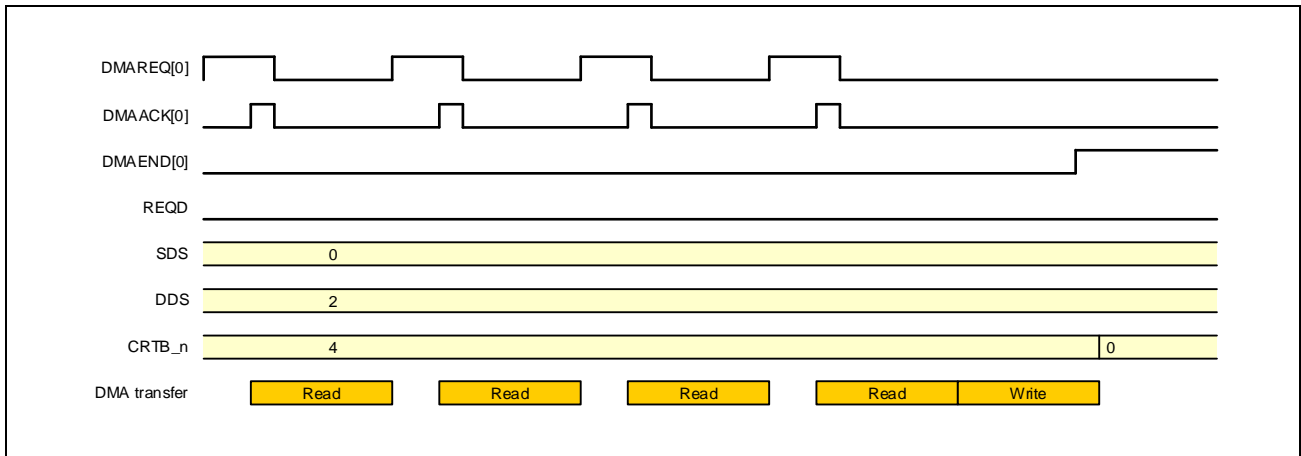 DMAREQ[0]
DMAACK[0]
DMAEND[0]
REQD
SDS 0
DDS 2
CRTB_n 4 0
DMA transfer Read Read Read Read Write